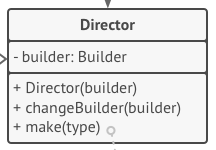 Director
- builder: Builder
+ Director(builder)
+ changeBuilder(builder)
+ make(type)